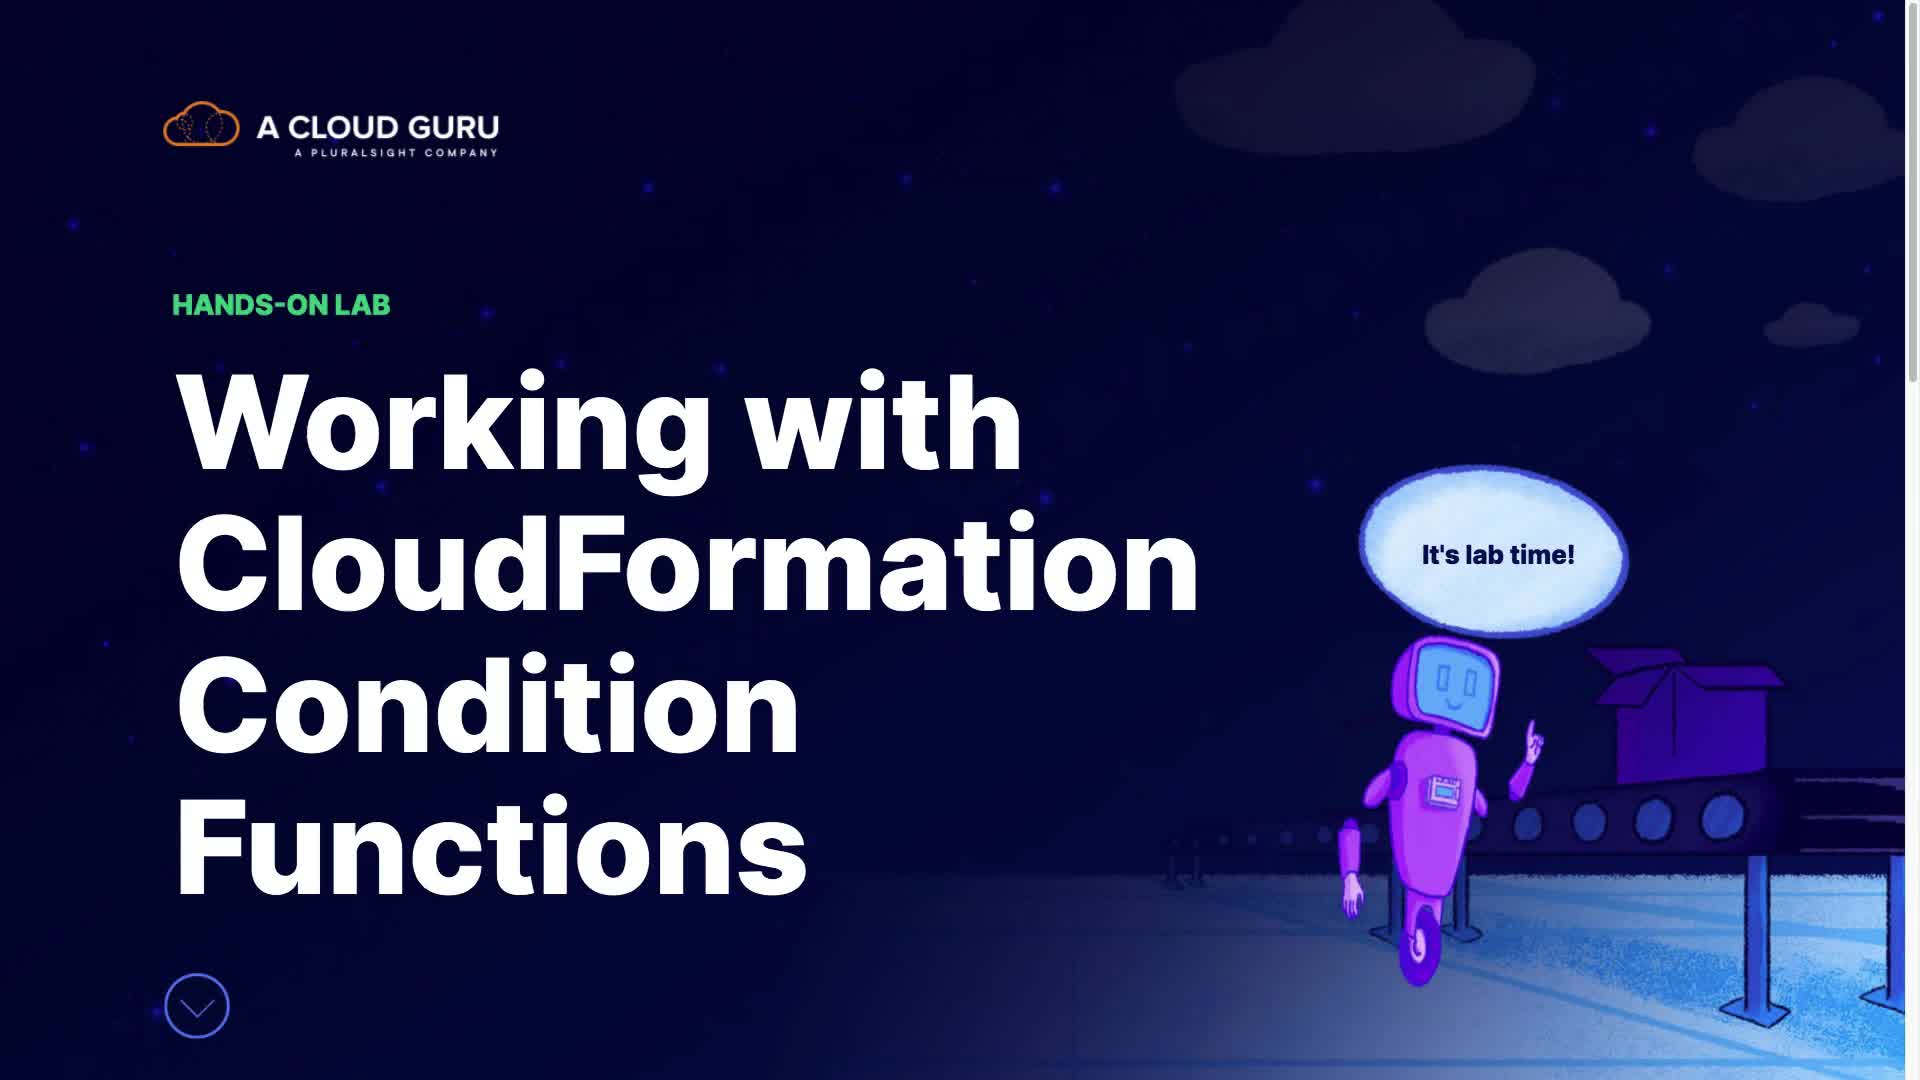 A CLOUD GURU
A PLURALSIGHT COMPANY
HANDS-ON LAB
Working with
CloudFormation
Condition
Functions
It's lab time!